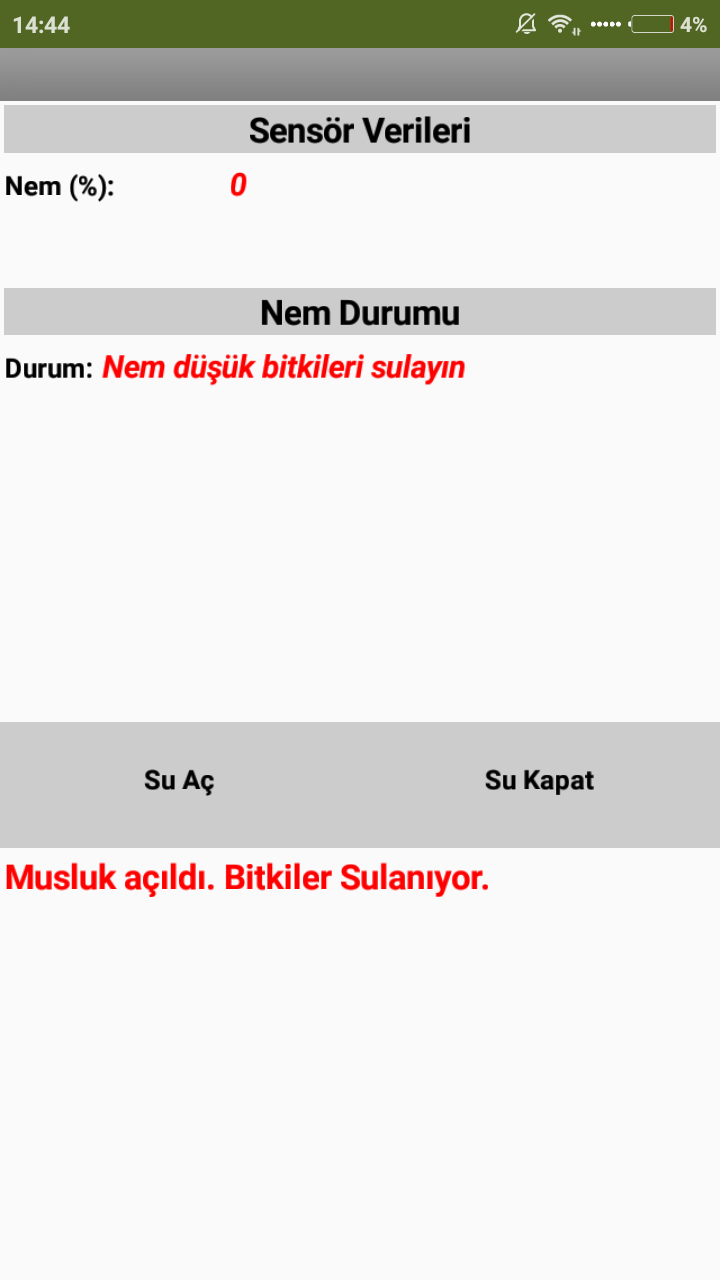 14:44 4%
Sensör Verileri
Nem (%): 0
Nem Durumu
Durum: Nem düşük bitkileri sulayın
Su Aç Su Kapat
Musluk açıldı. Bitkiler Sulanıyor.